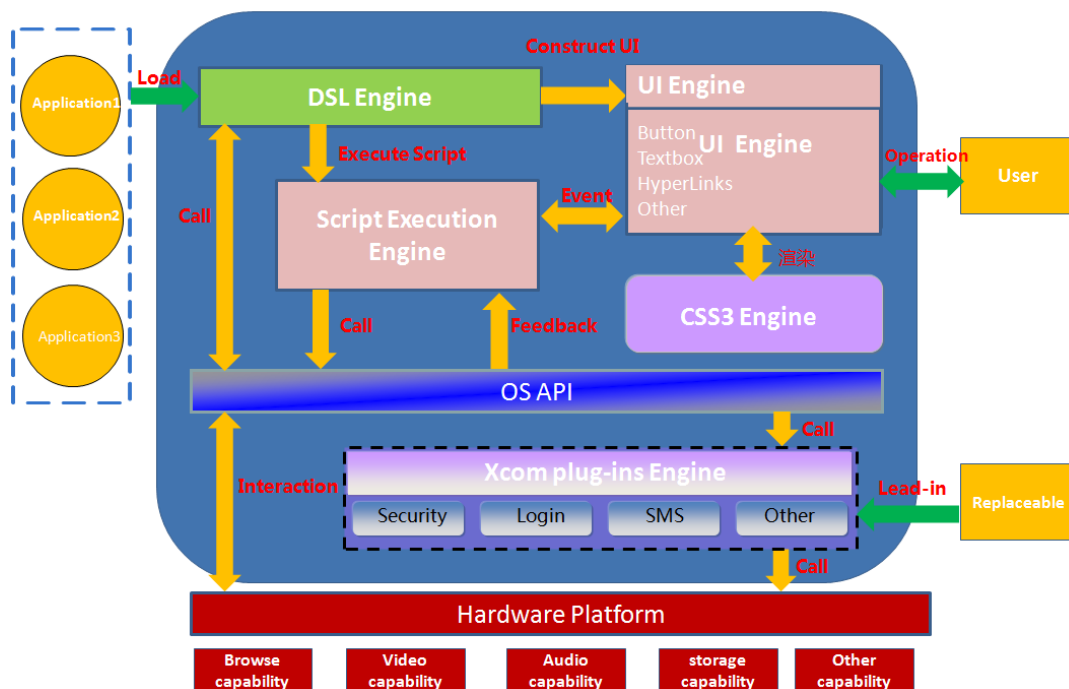 Construct UI
Load
DSL Engine
UI Engine
Application1
Button
UI Engine
Textbox
HyperLinks
Other
Execute Script
Operation
User
Application2
Call
Script Execution
Engine
Event
渲染
Application3
Call
Feedback
CSS3 Engine
OS API
Call
Xcom plug-ins Engine
Interaction
Lead-in
Replaceable
Security
Login
SMS
Other
Call
Hardware Platform
Browse
capability
Video
capability
Audio
capability
storage
capability
Other
capability